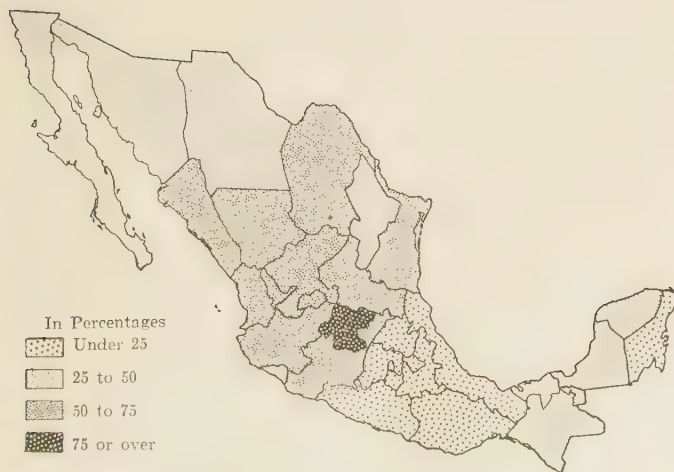 In Percentages
Under 25
25 to 50
50 to 75
75 or over